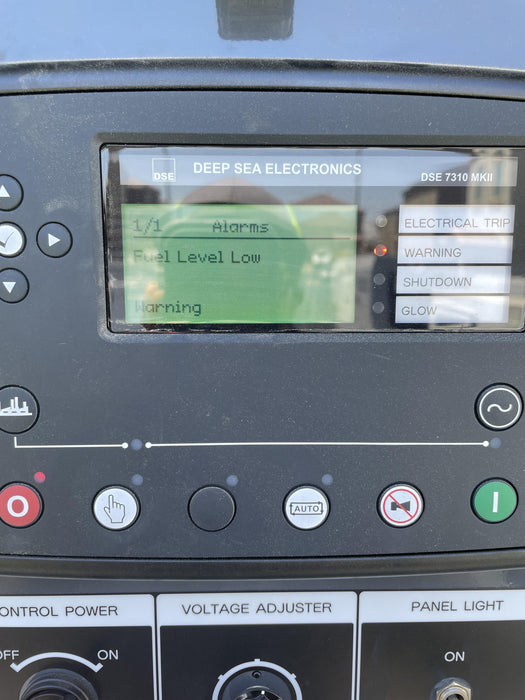 DSE DEEP SEA ELECTRONICS DSE 7310 MKII
1/1 Alarms
Fuel Level Low
Warning
ELECTRICAL TRIP
WARNING
SHUTDOWN
GLOW
O
AUTO
I
ONTROL POWER
OFF
ON
VOLTAGE ADJUSTER
PANEL LIGHT
ON